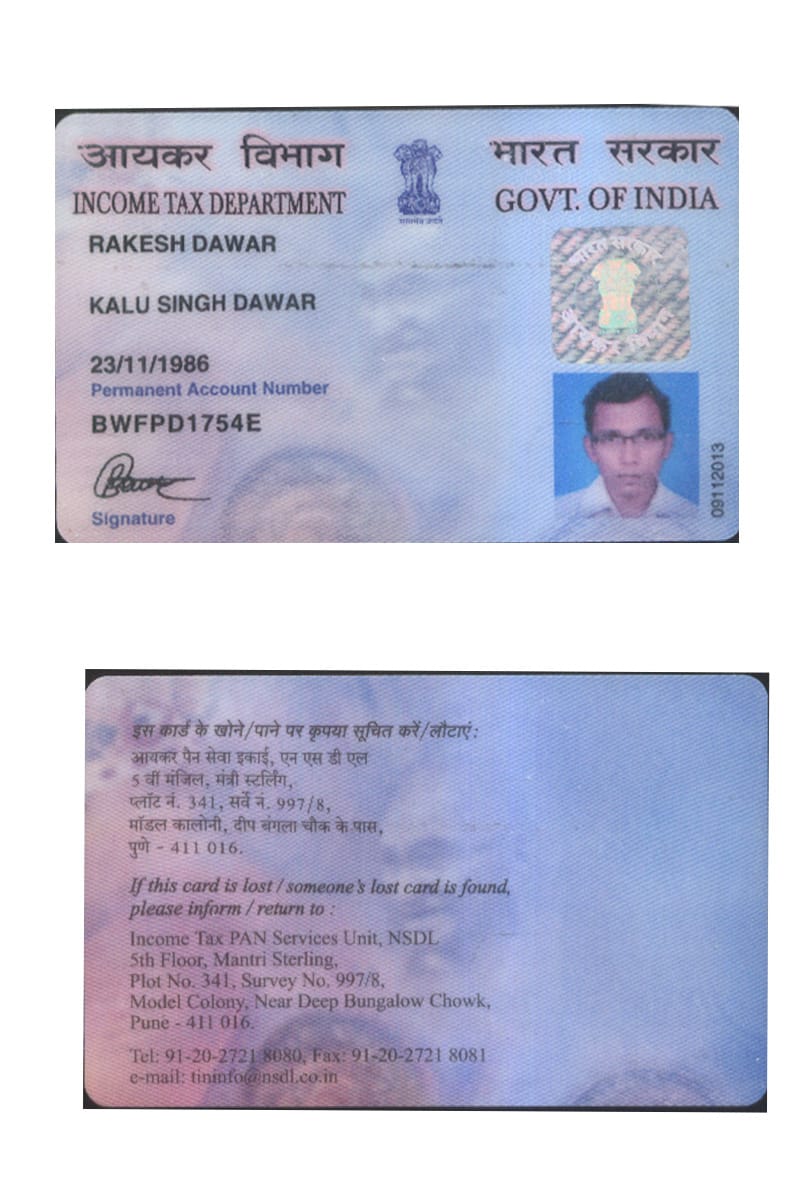 आयकर विभाग
INCOME TAX DEPARTMENT
भारत सरकार
GOVT. OF INDIA
सत्यमेव जयते
RAKESH DAWAR
KALU SINGH DAWAR
23/11/1986
Permanent Account Number
BWFPD1754E
Signature
भारत सरकार
आयकर विभाग
09112013
इस कार्ड के खोने/पाने पर कृपया सूचित करें/लौटाएं:
आयकर पैन सेवा इकाई, एन एस डी एल
5 वीं मंजिल, मंत्री स्टर्लिंग,
प्लॉट नं. 341, सर्वे नं. 997/8,
मॉडल कालोनी, दीप बंगला चौक के पास,
पुणे - 411 016.
If this card is lost / someone's lost card is found,
please inform / return to :
Income Tax PAN Services Unit, NSDL
5th Floor, Mantri Sterling,
Plot No. 341, Survey No. 997/8,
Model Colony, Near Deep Bungalow Chowk,
Pune - 411 016.
Tel: 91-20-2721 8080, Fax: 91-20-2721 8081
e-mail: tininfo@nsdl.co.in